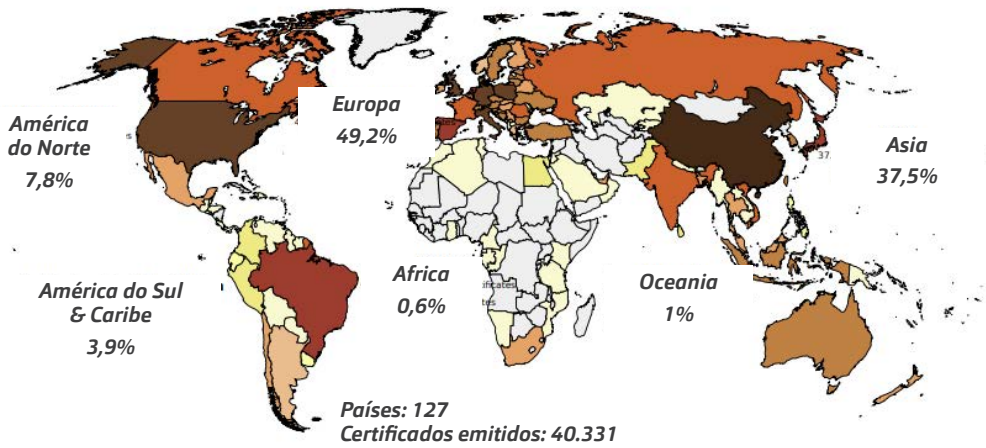 América
do Norte
7,8%
Europa
49,2%
Asia
37,5%
37.
América do Sul
& Caribe
3,9%
Africa
0,6%
Oceania
1%
Países: 127
Certificados emitidos: 40.331